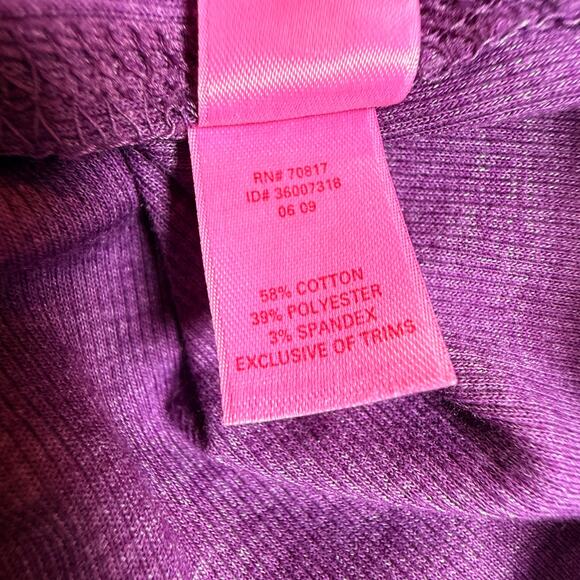 RN# 70817
ID# 36007318
06 09
58% COTTON
39% POLYESTER
3% SPANDEX
EXCLUSIVE OF TRIMS